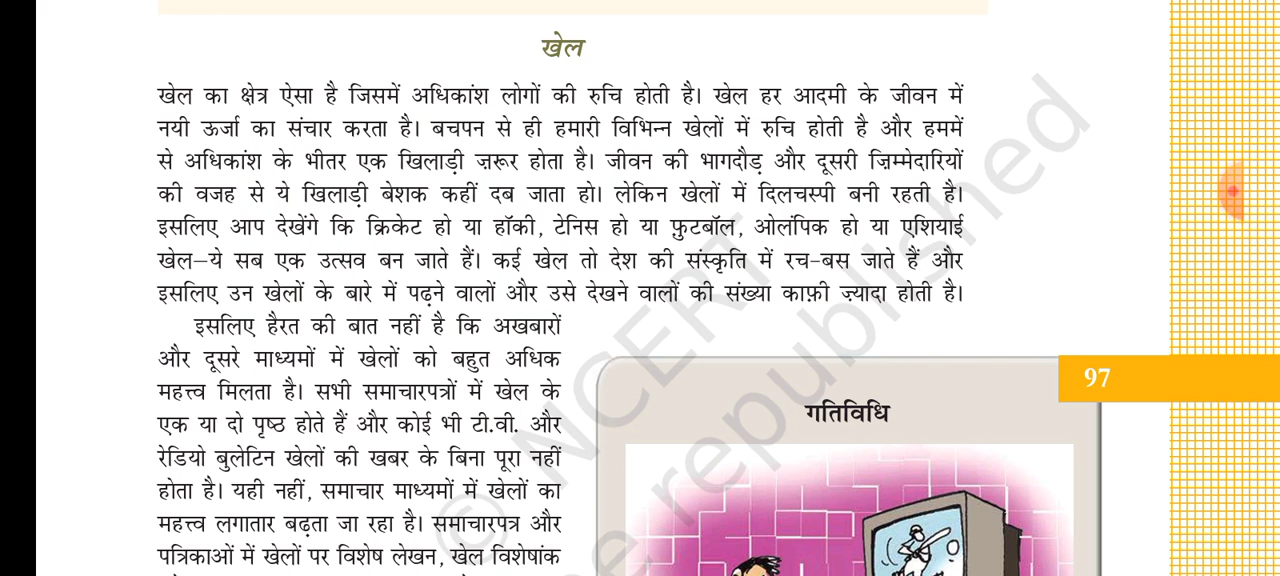 खेल
खेल का क्षेत्र ऐसा है जिसमें अधिकांश लोगों की रुचि होती है। खेल हर आदमी के जीवन में
नयी ऊर्जा का संचार करता है। बचपन से ही हमारी विभिन्न खेलों में रुचि होती है और हममें
से अधिकांश के भीतर एक खिलाड़ी ज़रूर होता है। जीवन की भागदौड़ और दूसरी ज़िम्मेदारियों
की वजह से ये खिलाड़ी बेशक कहीं दब जाता हो। लेकिन खेलों में दिलचस्पी बनी रहती है।
इसलिए आप देखेंगे कि क्रिकेट हो या हॉकी, टेनिस हो या फ़ुटबॉल, ओलंपिक हो या एशियाई
खेल–ये सब एक उत्सव बन जाते हैं। कई खेल तो देश की संस्कृति में रच-बस जाते हैं और
इसलिए उन खेलों के बारे में पढ़ने वालों और उसे देखने वालों की संख्या काफ़ी ज़्यादा होती है।
इसलिए हैरत की बात नहीं है कि अखबारों
और दूसरे माध्यमों में खेलों को बहुत अधिक
महत्त्व मिलता है। सभी समाचारपत्रों में खेल के
एक या दो पृष्ठ होते हैं और कोई भी टी.वी. और
रेडियो बुलेटिन खेलों की खबर के बिना पूरा नहीं
होता है। यही नहीं, समाचार माध्यमों में खेलों का
महत्त्व लगातार बढ़ता जा रहा है। समाचारपत्र और
पत्रिकाओं में खेलों पर विशेष लेखन, खेल विशेषांक
97
गतिविधि
© NCERT
be republished